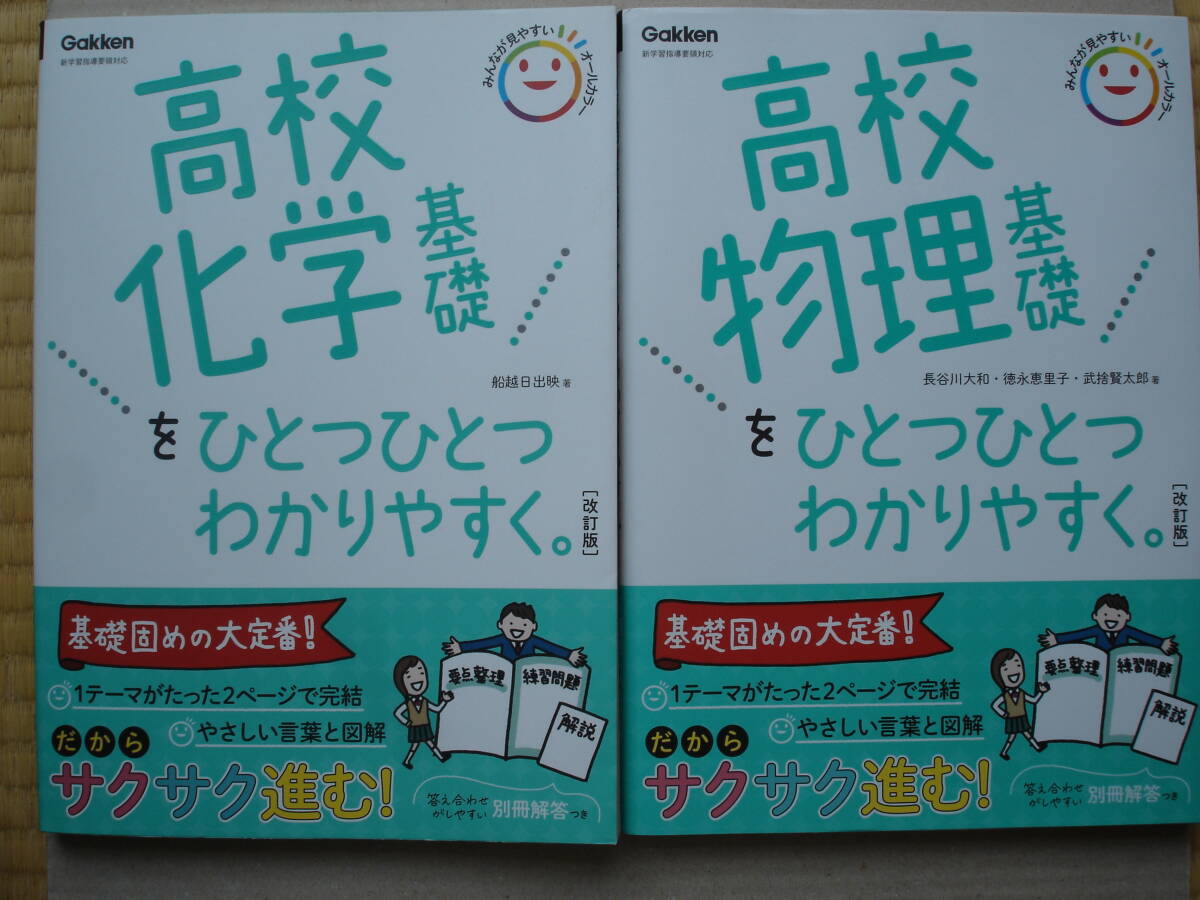 Gakken
新学習指導要領対応
みんなが見やすい オールカラー
高校
化学基礎
船越日出映 著
を ひとつひとつ
わかりやすく。
[改訂版]
基礎固めの大定番!
1テーマがたった2ページで完結
やさしい言葉と図解
だから
サクサク進む!
要点整理
練習問題
解説
答え合わせ
がしやすい
別冊解答つき
Gakken
新学習指導要領対応
みんなが見やすい オールカラー
高校
物理基礎
長谷川大和・徳永恵里子・武捨賢太郎 著
を ひとつひとつ
わかりやすく。
[改訂版]
基礎固めの大定番!
1テーマがたった2ページで完結
やさしい言葉と図解
だから
サクサク進む!
要点整理
練習問題
解説
答え合わせ
がしやすい
別冊解答つき